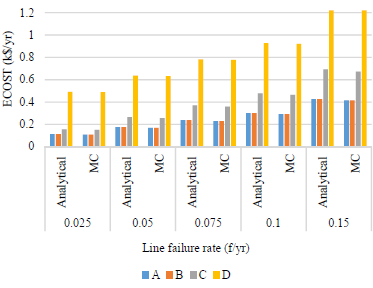 ECOST (k$/yr)
1.2
1
0.8
0.6
0.4
0.2
0
Analytical MC Analytical MC Analytical MC Analytical MC Analytical MC
0.025 0.05 0.075 0.1 0.15
Line failure rate (f/yr)
A B C D